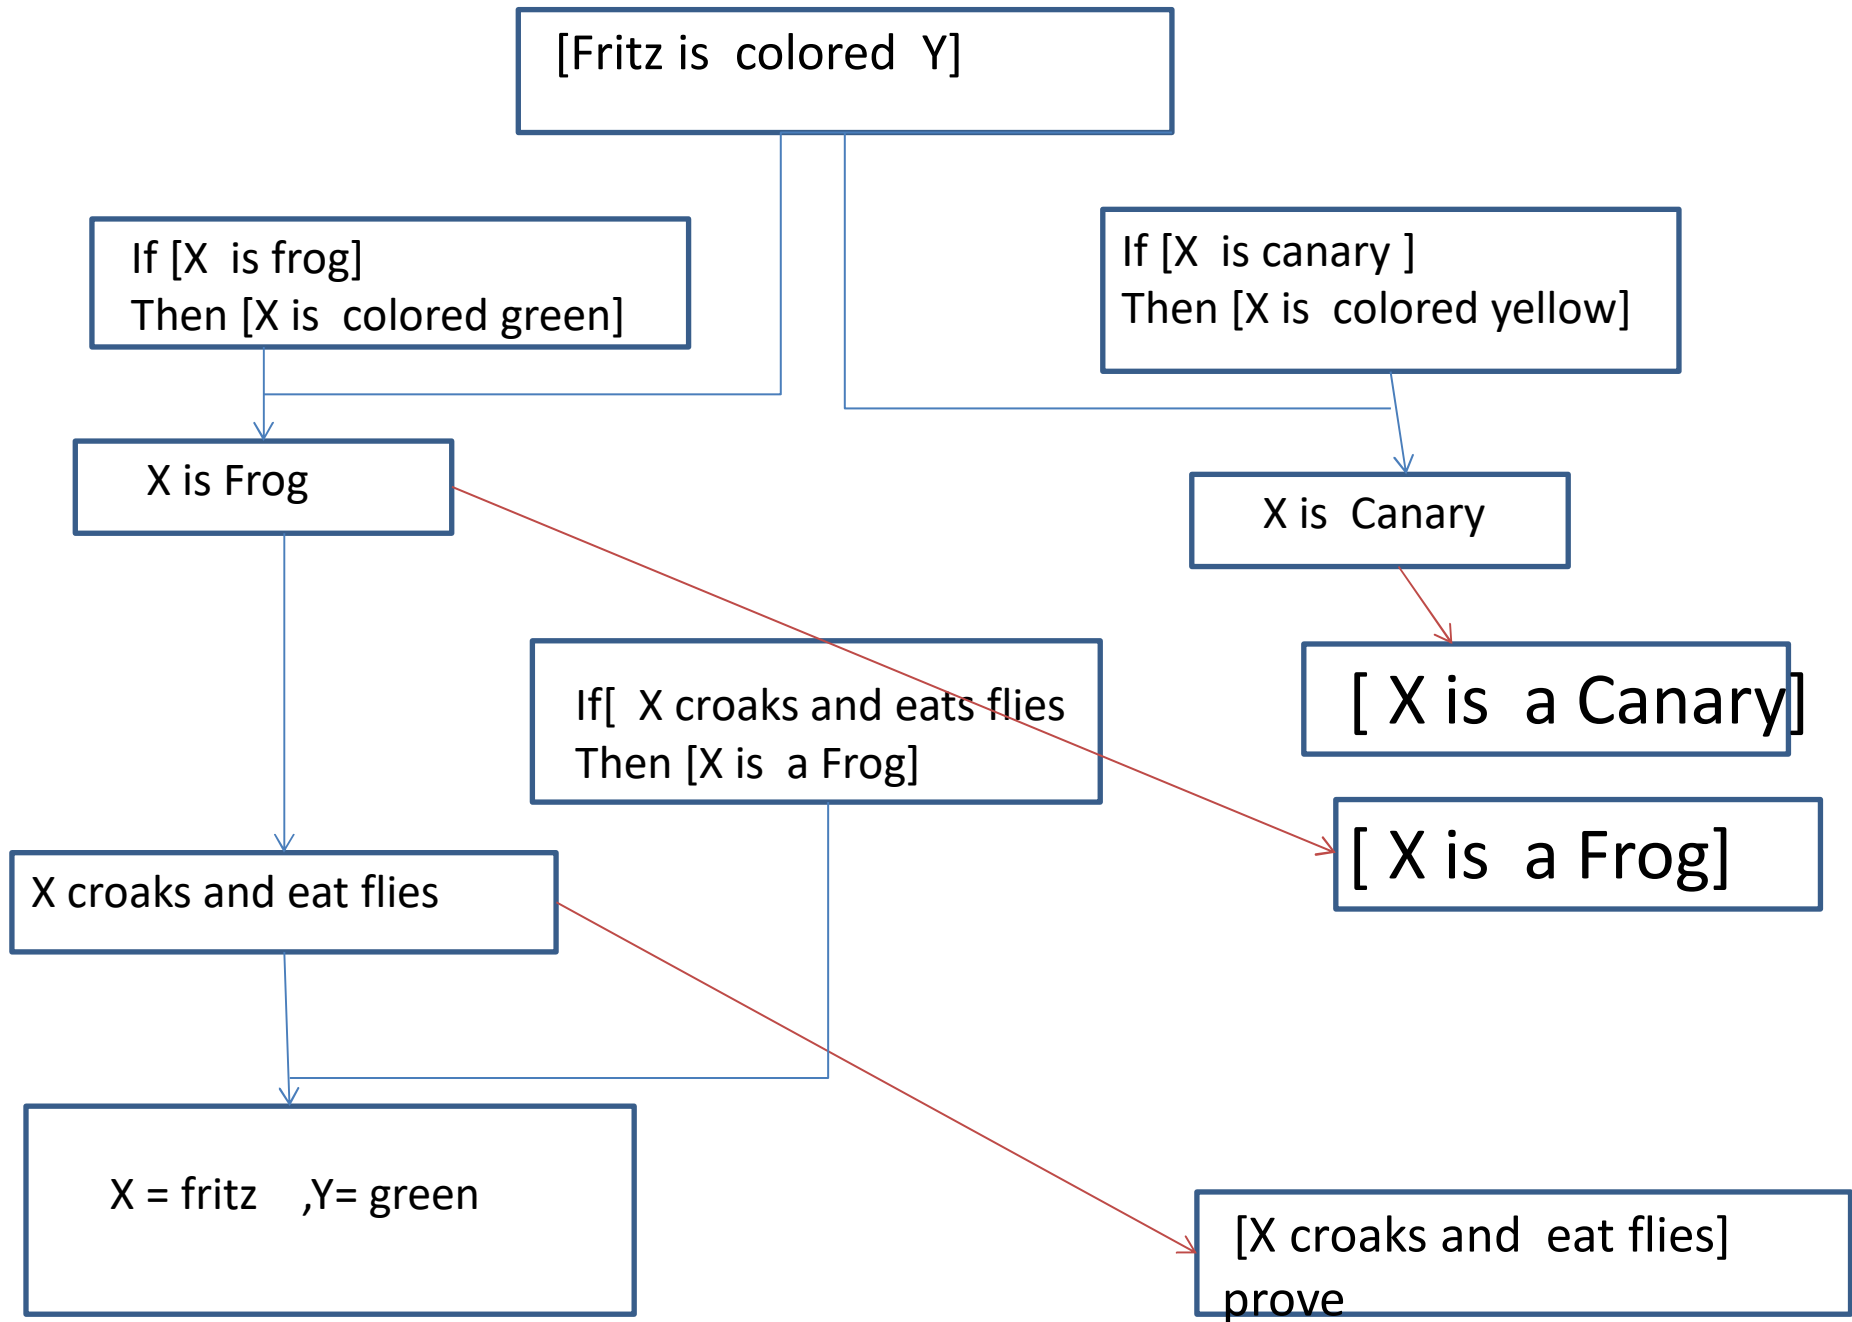 [Fritz is colored Y]
If [X is frog]
Then [X is colored green]
If [X is canary ]
Then [X is colored yellow]
X is Frog
X is Canary
If[ X croaks and eats flies
Then [X is a Frog]
[ X is a Canary]
[ X is a Frog]
X croaks and eat flies
X = fritz ,Y= green
[X croaks and eat flies]
prove